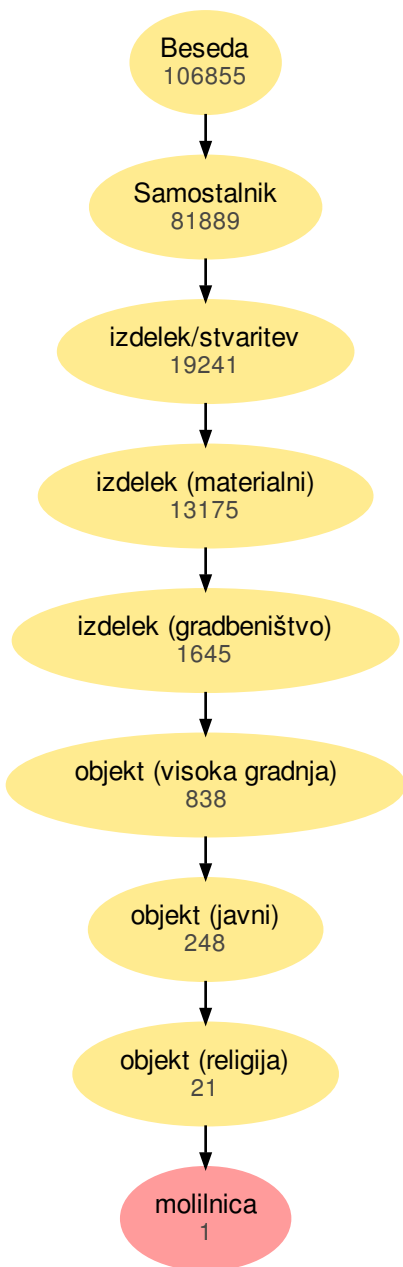 Beseda
106855
Samostalnik
81889
izdelek/stvaritev
19241
izdelek (materialni)
13175
izdelek (gradbeništvo)
1645
objekt (visoka gradnja)
838
objekt (javni)
248
objekt (religija)
21
molilnica
1